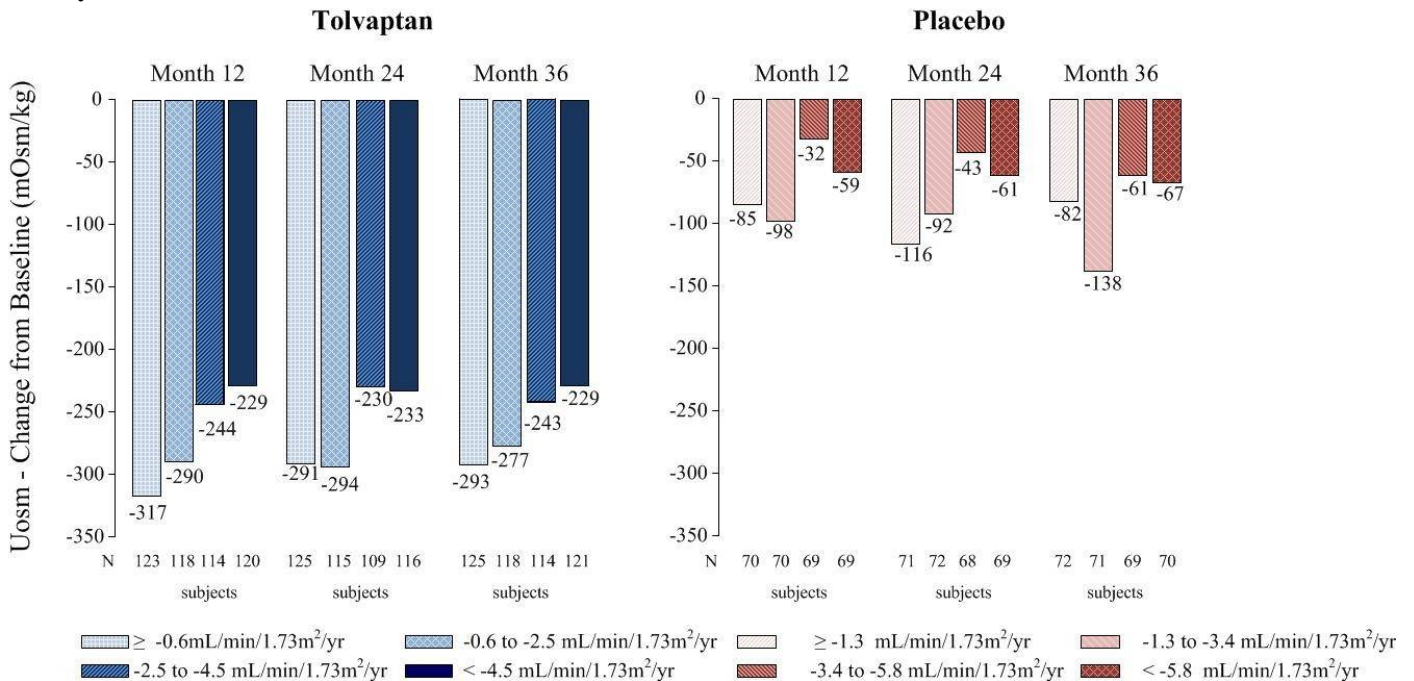 Tolvaptan Placebo
Month 12 Month 24 Month 36 Month 12 Month 24 Month 36
Uosm - Change from Baseline (mOsm/kg)
0
-50
-100
-150
-200
-250
-300
-350
-317 -290 -244 -229
-291 -294 -230 -233
-293 -277 -243 -229
0
-50
-100
-150
-200
-250
-300
-350
-85 -98 -32 -59
-116 -92 -43 -61
-82 -138 -61 -67
N 123 118 114 120 125 115 109 116 125 118 114 121
subjects subjects subjects
N 70 70 69 69 71 72 68 69 72 71 69 70
subjects subjects subjects
≥ -0.6mL/min/1.73m²/yr -0.6 to -2.5 mL/min/1.73m²/yr ≥ -1.3 mL/min/1.73m²/yr -1.3 to -3.4 mL/min/1.73m²/yr
-2.5 to -4.5 mL/min/1.73m²/yr < -4.5 mL/min/1.73m²/yr -3.4 to -5.8 mL/min/1.73m²/yr < -5.8 mL/min/1.73m²/yr